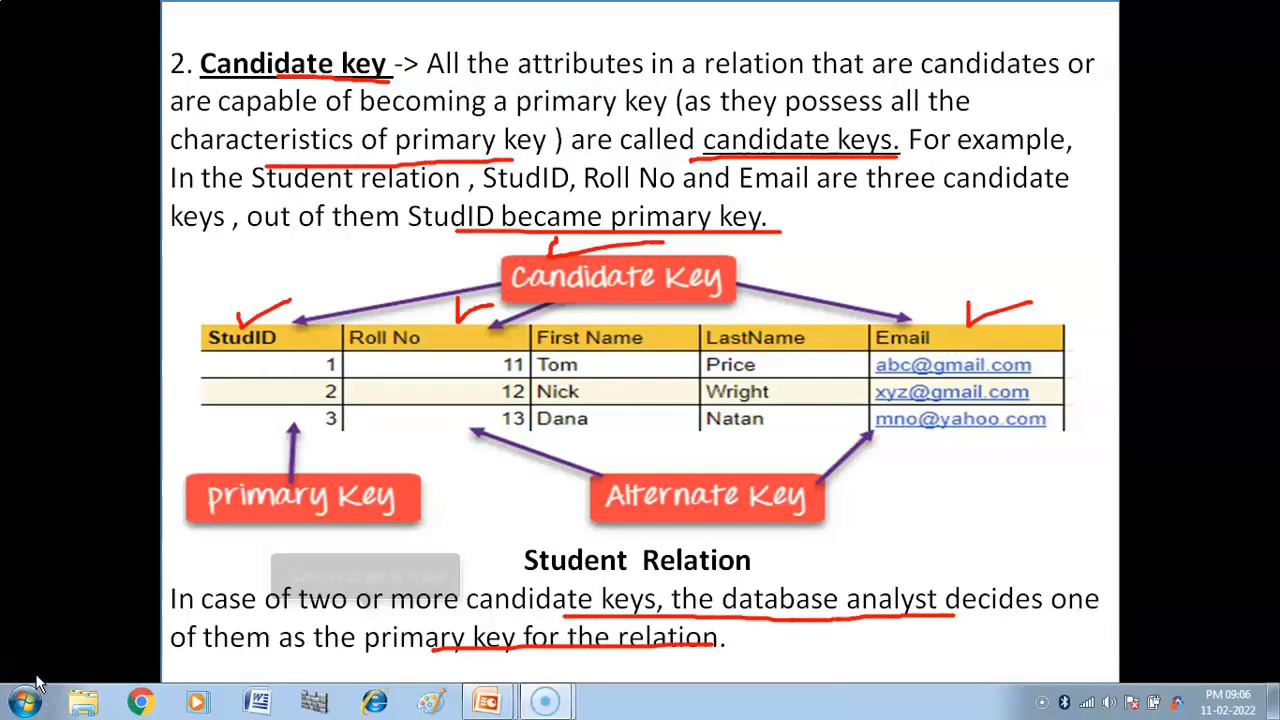 2. Candidate key -> All the attributes in a relation that are candidates or
are capable of becoming a primary key (as they possess all the
characteristics of primary key ) are called candidate keys. For example,
In the Student relation , StudID, Roll No and Email are three candidate
keys , out of them StudID became primary key.
Candidate Key
StudID Roll No First Name LastName Email
1 11 Tom Price abc@gmail.com
2 12 Nick Wright xyz@gmail.com
3 13 Dana Natan mno@yahoo.com
primary Key Alternate Key
Student Relation
In case of two or more candidate keys, the database analyst decides one
of them as the primary key for the relation.
PM 09:06
11-02-2022